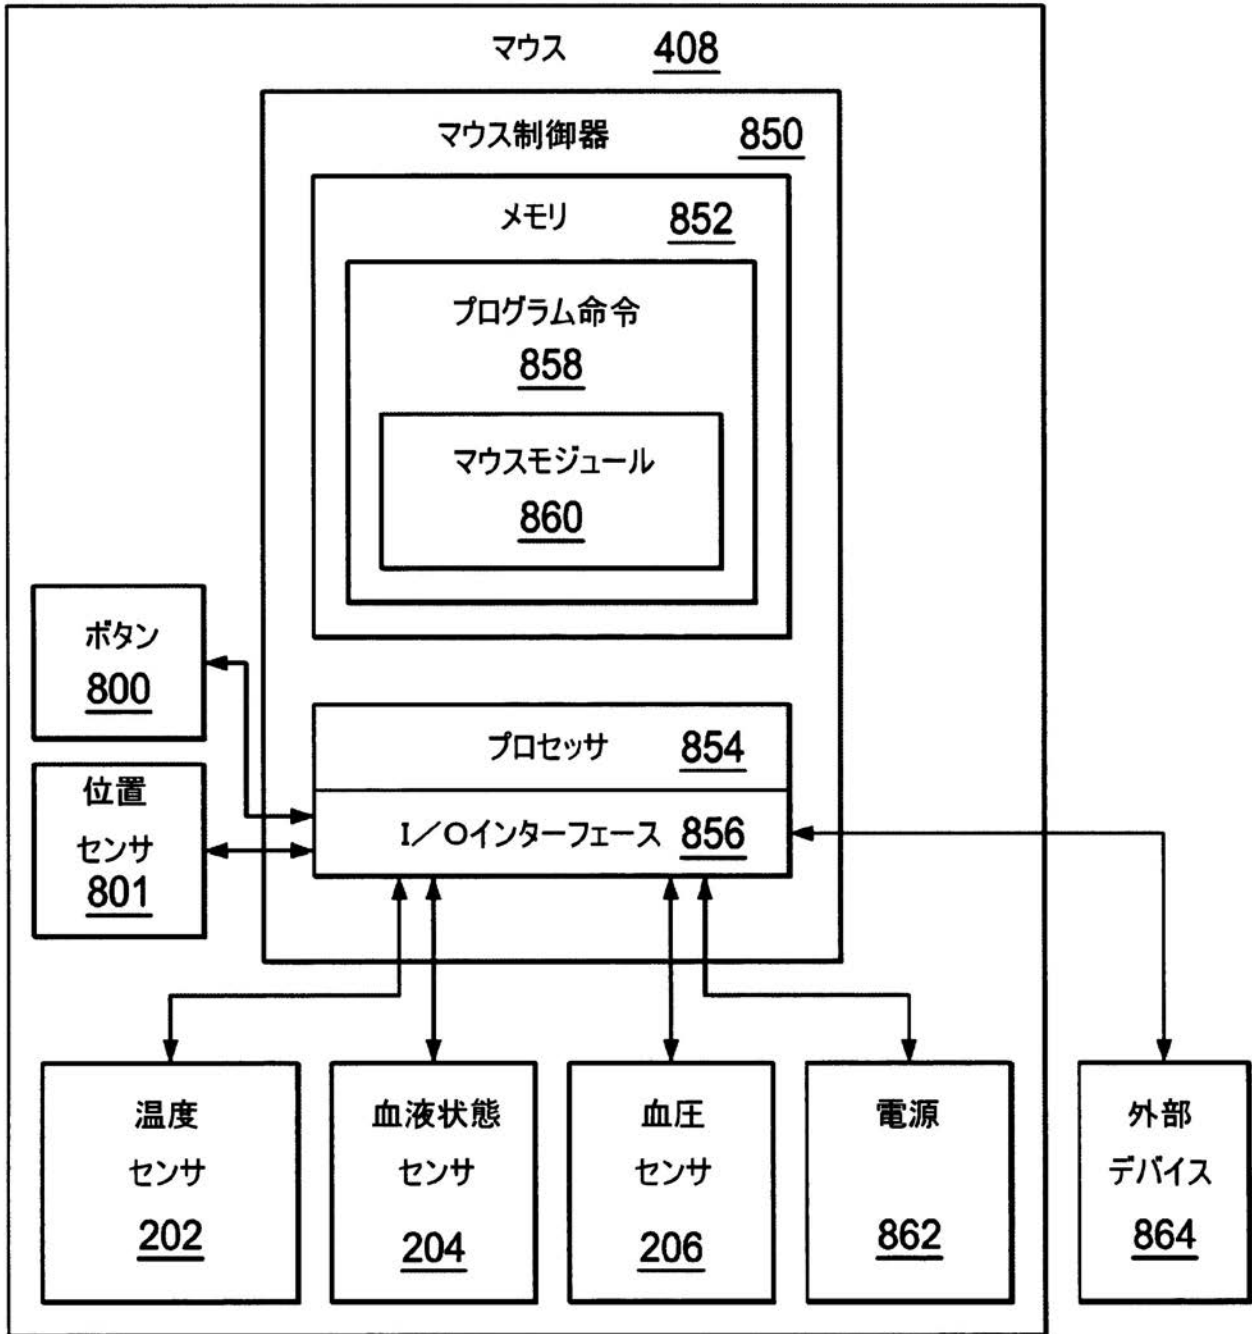 マウス 408
マウス制御器 850
メモリ 852
プログラム命令
858
マウスモジュール
860
ボタン
800
位置
センサ
801
プロセッサ 854
I/Oインターフェース 856
温度
センサ
202
血液状態
センサ
204
血圧
センサ
206
電源
862
外部
デバイス
864